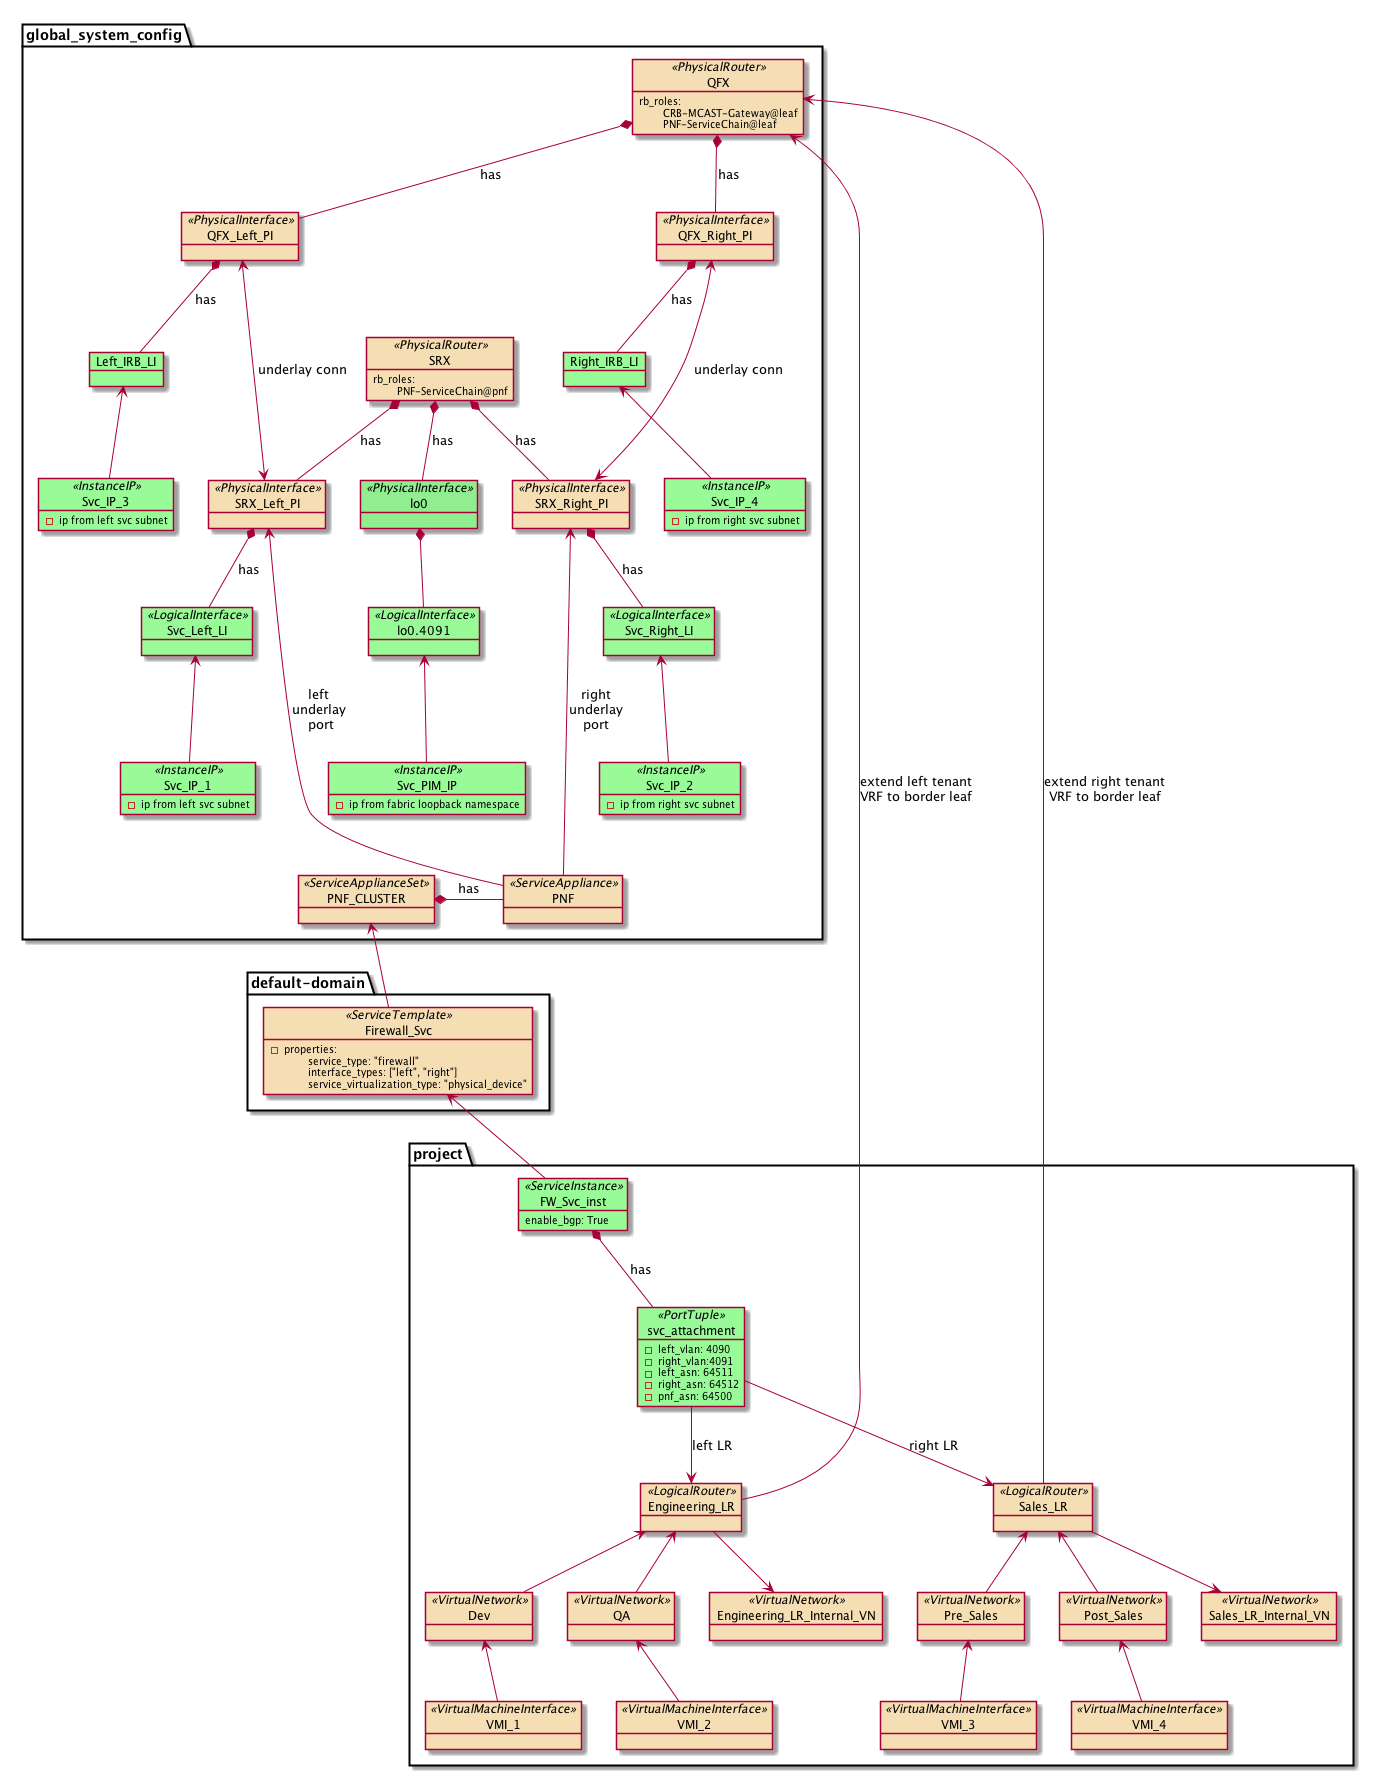 global_system_config
«PhysicalRouter»
QFX
rb_roles:
CRB-MCAST-Gateway@leaf
PNF-ServiceChain@leaf
has
has
«PhysicalInterface»
QFX_Left_PI
«PhysicalInterface»
QFX_Right_PI
has
has
Left_IRB_LI
«PhysicalRouter»
SRX
rb_roles:
PNF-ServiceChain@pnf
Right_IRB_LI
underlay conn
underlay conn
has
has
has
«InstanceIP»
Svc_IP_3
ip from left svc subnet
«PhysicalInterface»
SRX_Left_PI
«PhysicalInterface»
lo0
«PhysicalInterface»
SRX_Right_PI
«InstanceIP»
Svc_IP_4
ip from right svc subnet
has
has
«LogicalInterface»
Svc_Left_LI
«LogicalInterface»
lo0.4091
«LogicalInterface»
Svc_Right_LI
left
underlay
port
right
underlay
port
«InstanceIP»
Svc_IP_1
ip from left svc subnet
«InstanceIP»
Svc_PIM_IP
ip from fabric loopback namespace
«InstanceIP»
Svc_IP_2
ip from right svc subnet
extend left tenant
VRF to border leaf
extend right tenant
VRF to border leaf
«ServiceApplianceSet»
PNF_CLUSTER
has
«ServiceAppliance»
PNF
default-domain
«ServiceTemplate»
Firewall_Svc
properties:
service_type: "firewall"
interface_types: ["left", "right"]
service_virtualization_type: "physical_device"
project
«ServiceInstance»
FW_Svc_inst
enable_bgp: True
has
«PortTuple»
svc_attachment
left_vlan: 4090
right_vlan:4091
left_asn: 64511
right_asn: 64512
pnf_asn: 64500
left LR
right LR
«LogicalRouter»
Engineering_LR
«LogicalRouter»
Sales_LR
«VirtualNetwork»
Dev
«VirtualNetwork»
QA
«VirtualNetwork»
Engineering_LR_Internal_VN
«VirtualNetwork»
Pre_Sales
«VirtualNetwork»
Post_Sales
«VirtualNetwork»
Sales_LR_Internal_VN
«VirtualMachineInterface»
VMI_1
«VirtualMachineInterface»
VMI_2
«VirtualMachineInterface»
VMI_3
«VirtualMachineInterface»
VMI_4